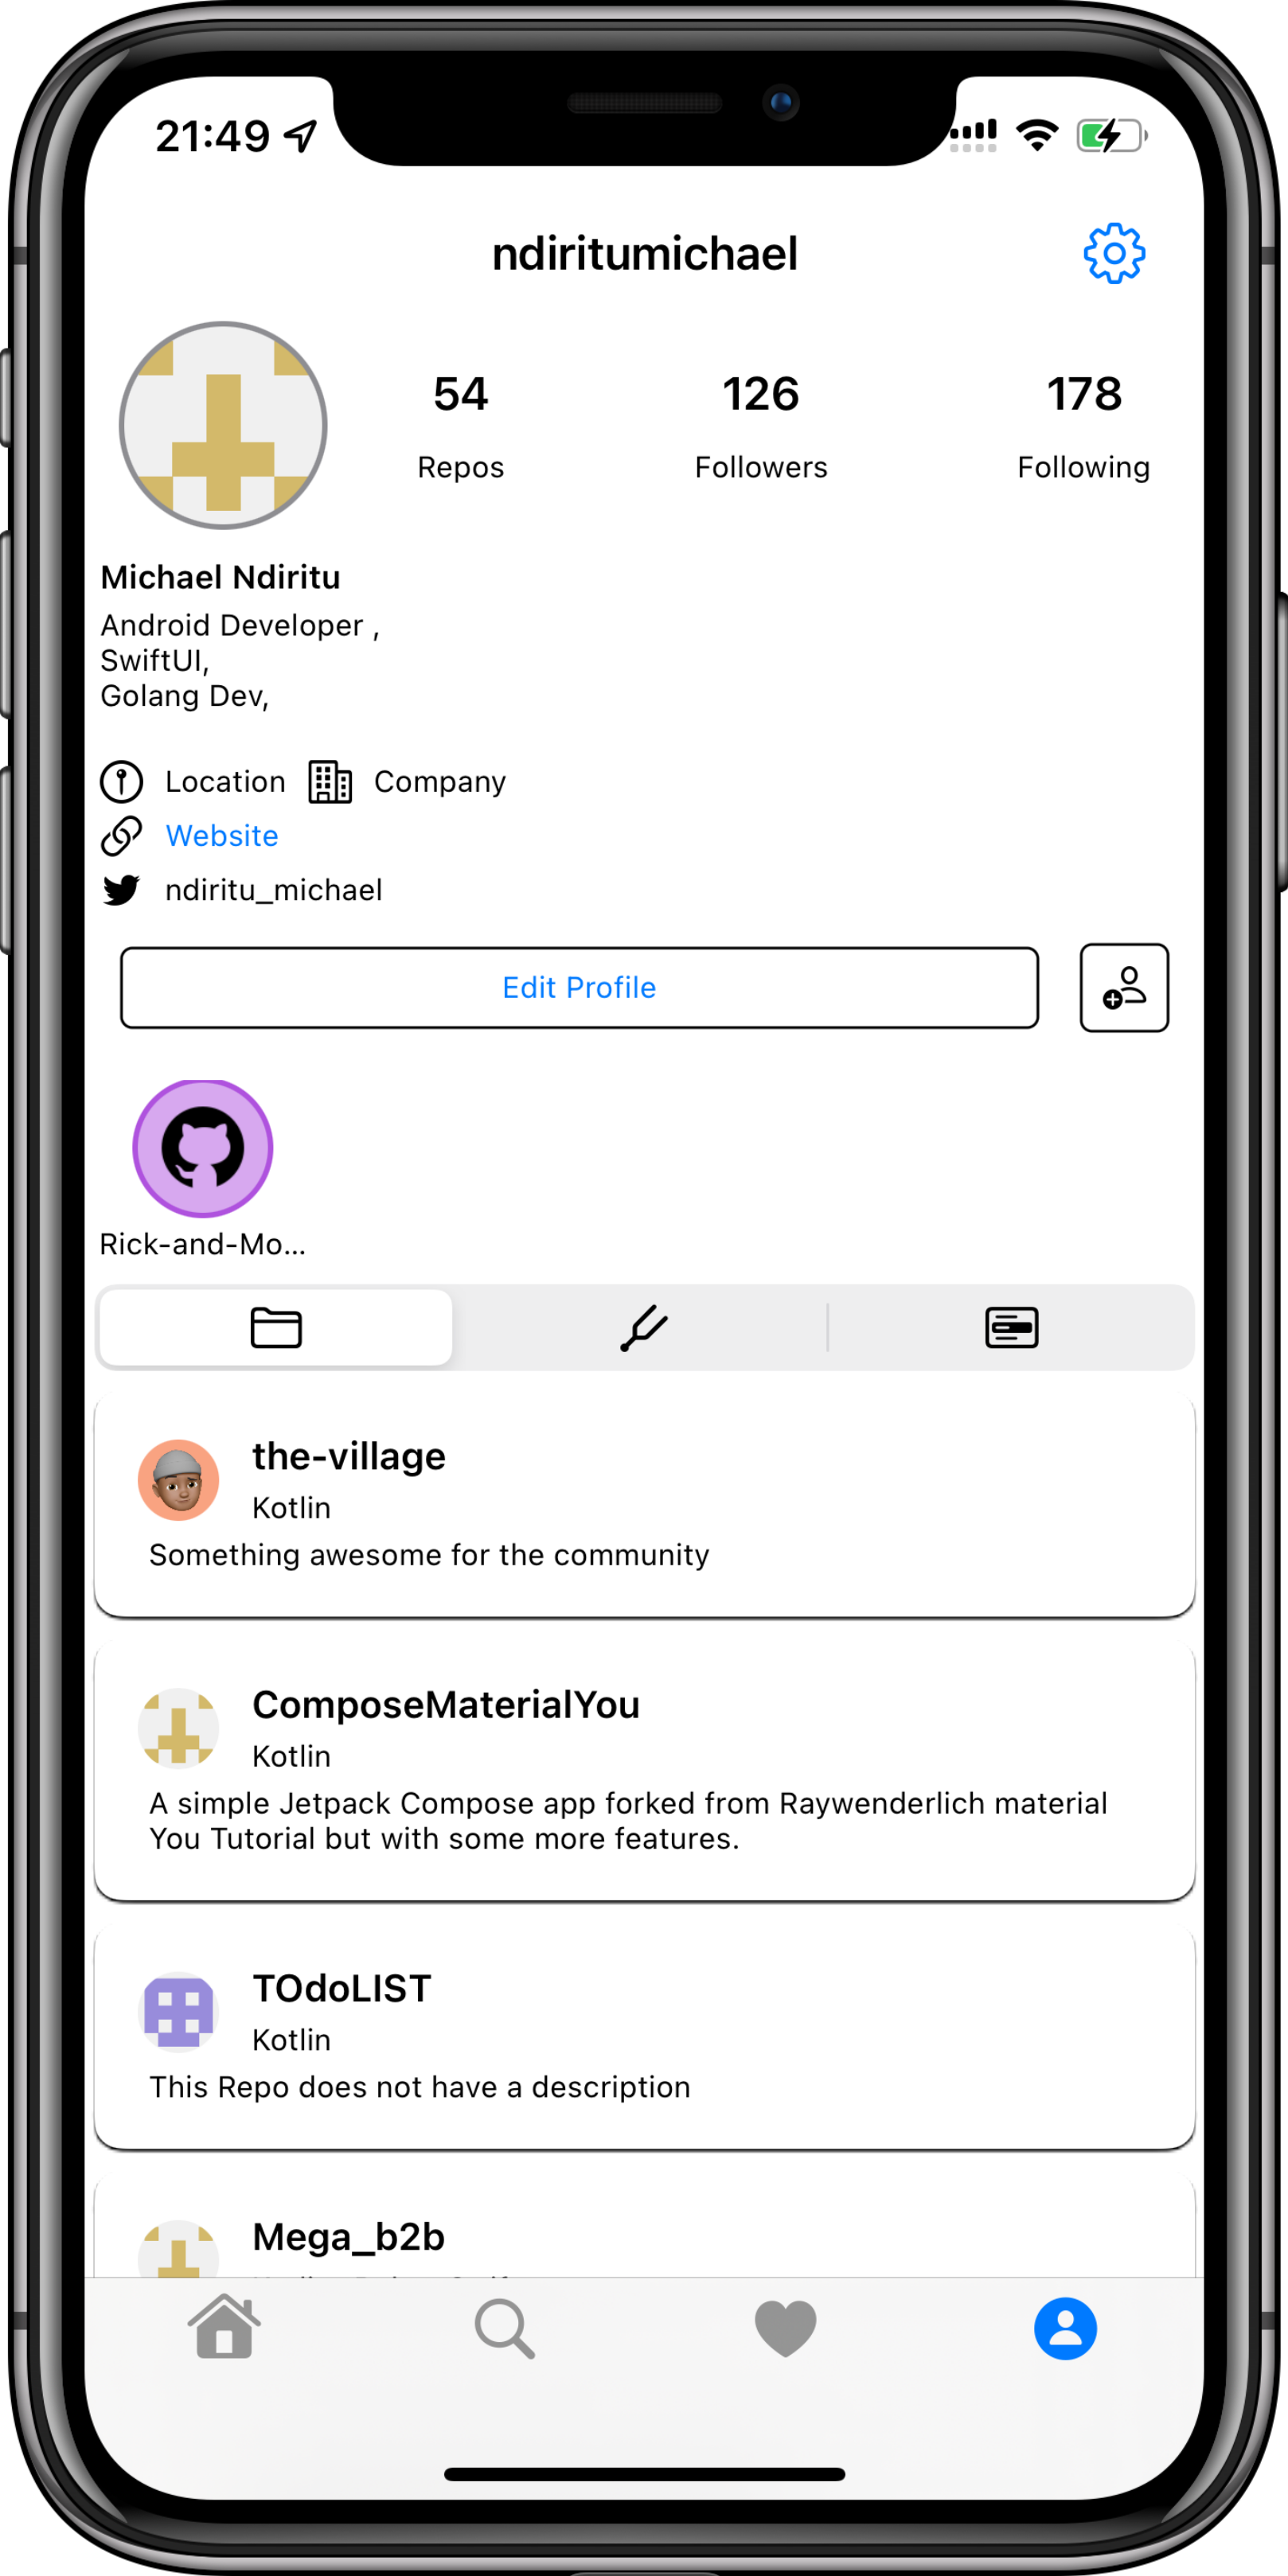 21:49
ndiritumichael
54 126 178
Repos Followers Following
Michael Ndiritu
Android Developer ,
SwiftUI,
Golang Dev,
Location Company
Website
ndiritu_michael
Edit Profile
Rick-and-Mo...
the-village
Kotlin
Something awesome for the community
ComposeMaterialYou
Kotlin
A simple Jetpack Compose app forked from Raywenderlich material
You Tutorial but with some more features.
TOdoLIST
Kotlin
This Repo does not have a description
Mega_b2b